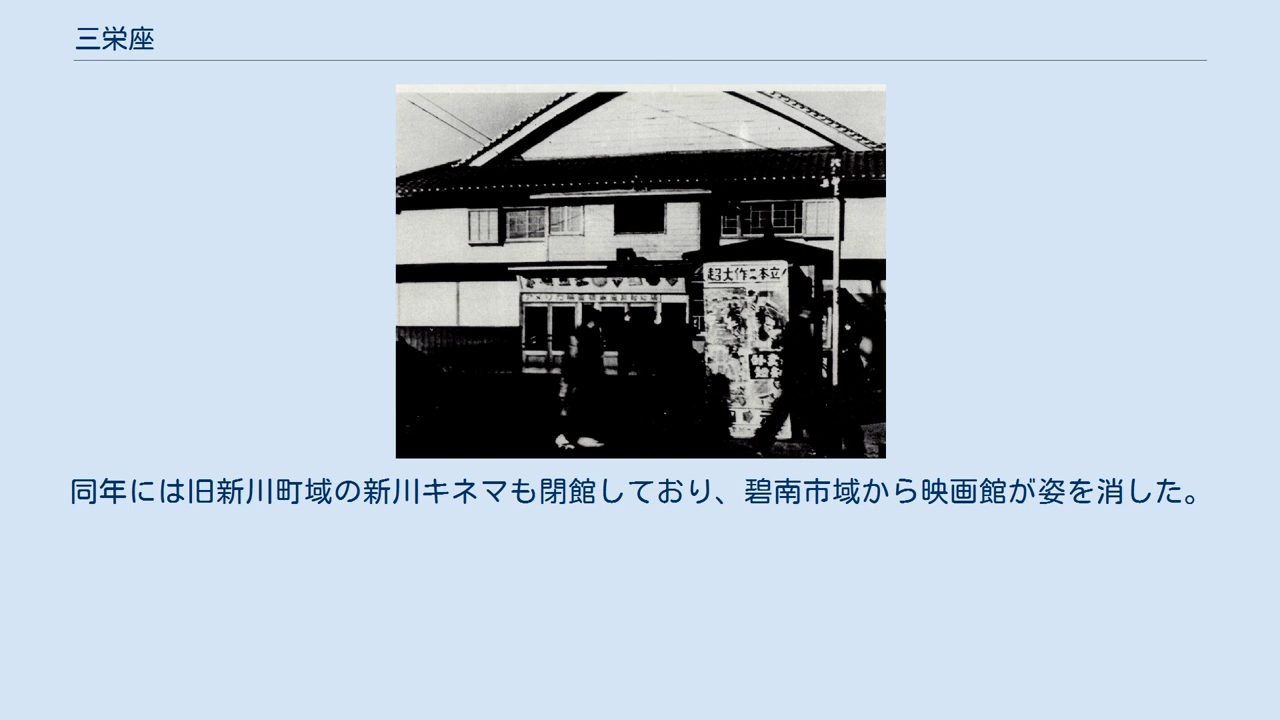 三栄座
超大作二本立!
同年には旧新川町域の新川キネマも閉館しており、碧南市域から映画館が姿を消した。